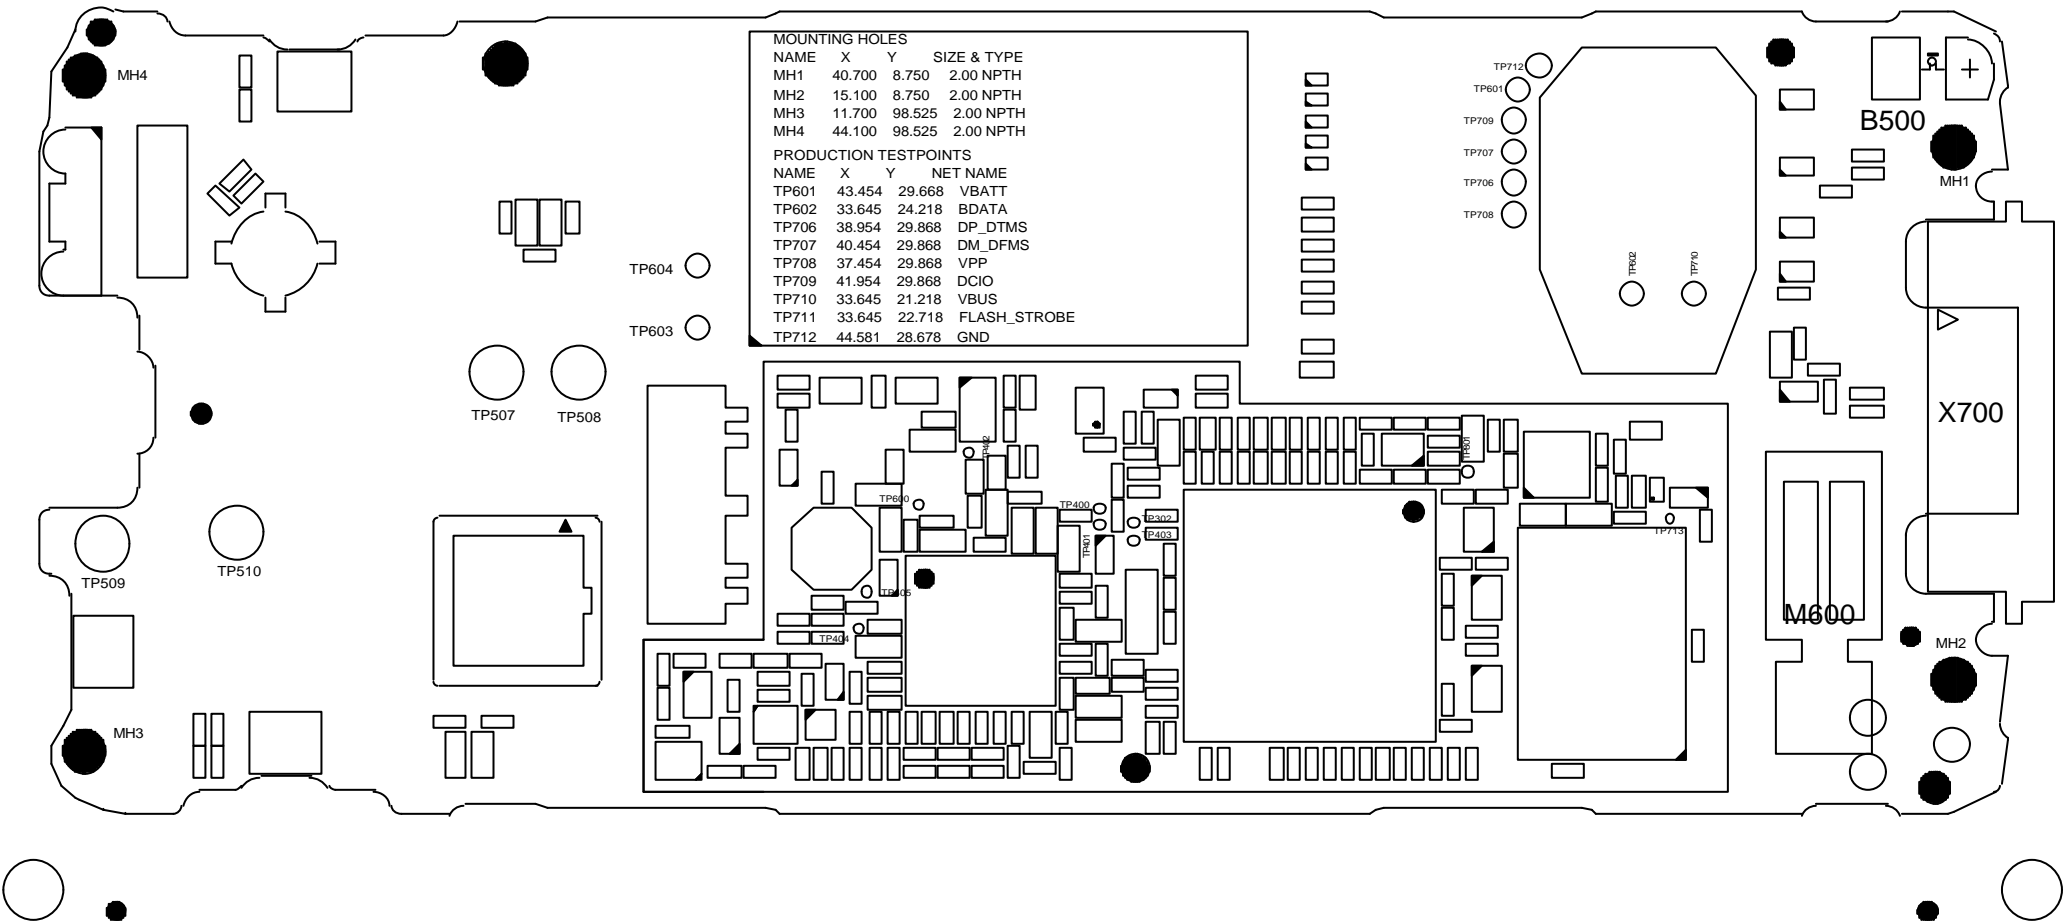 MOUNTING HOLES
NAME X Y SIZE & TYPE
MH1 40.700 8.750 2.00 NPTH
MH2 15.100 8.750 2.00 NPTH
MH3 11.700 98.525 2.00 NPTH
MH4 44.100 98.525 2.00 NPTH
PRODUCTION TESTPOINTS
NAME X Y NET NAME
TP601 43.454 29.668 VBATT
TP602 33.645 24.218 BDATA
TP706 38.954 29.868 DP_DTMS
TP707 40.454 29.868 DM_DFMS
TP708 37.454 29.868 VPP
TP709 41.954 29.868 DCIO
TP710 33.645 21.218 VBUS
TP711 33.645 22.718 FLASH_STROBE
TP712 44.581 28.678 GND
MH4
TP712
TP601
TP709
TP707
TP706
TP708
B500
MH1
TP604
TP603
TP602
TP710
TP507
TP508
X700
TP402
TP600
TP400
TP302
TP403
TP401
TP713
TP509
TP510
TP404
M600
MH2
MH3